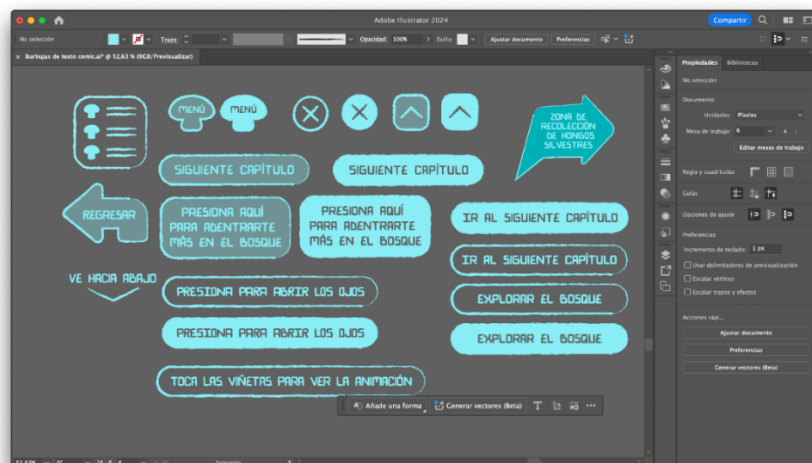 Adobe Illustrator 2024
Compartir
No selección
Trazo:
Opacidad: 100%
Estilo:
Ajustar documento
Preferencias
× Burbujas de texto comic.ai* @ 52,63 % (RGB/Previsualizar)
MENÚ
MENÚ
SIGUIENTE CAPÍTULO
SIGUIENTE CAPÍTULO
ZONA DE
RECOLECCIÓN
DE HONGOS
SILVESTRES
REGRESAR
PRESIONA AQUÍ
PARA ADENTRARTE
MÁS EN EL BOSQUE
PRESIONA AQUÍ
PARA ADENTRARTE
MÁS EN EL BOSQUE
IR AL SIGUIENTE CAPÍTULO
IR AL SIGUIENTE CAPÍTULO
VE HACIA ABAJO
PRESIONA PARA ABRIR LOS OJOS
EXPLORAR EL BOSQUE
PRESIONA PARA ABRIR LOS OJOS
EXPLORAR EL BOSQUE
TOCA LAS VIÑETAS PARA VER LA ANIMACIÓN
Añade una forma
Generar vectores (Beta)
Propiedades
Bibliotecas
No selección
Documento
Unidades: Píxeles
Mesa de trabajo: 6
Editar mesas de trabajo
Regla y cuadrículas
Guías
Opciones de ajuste
Preferencias
Incremento de teclado: 1 px
Usar delimitadores de previsualización
Escalar vértices
Escalar trazos y efectos
Acciones rápi...
Ajustar documento
Preferencias
Generar vectores (Beta)